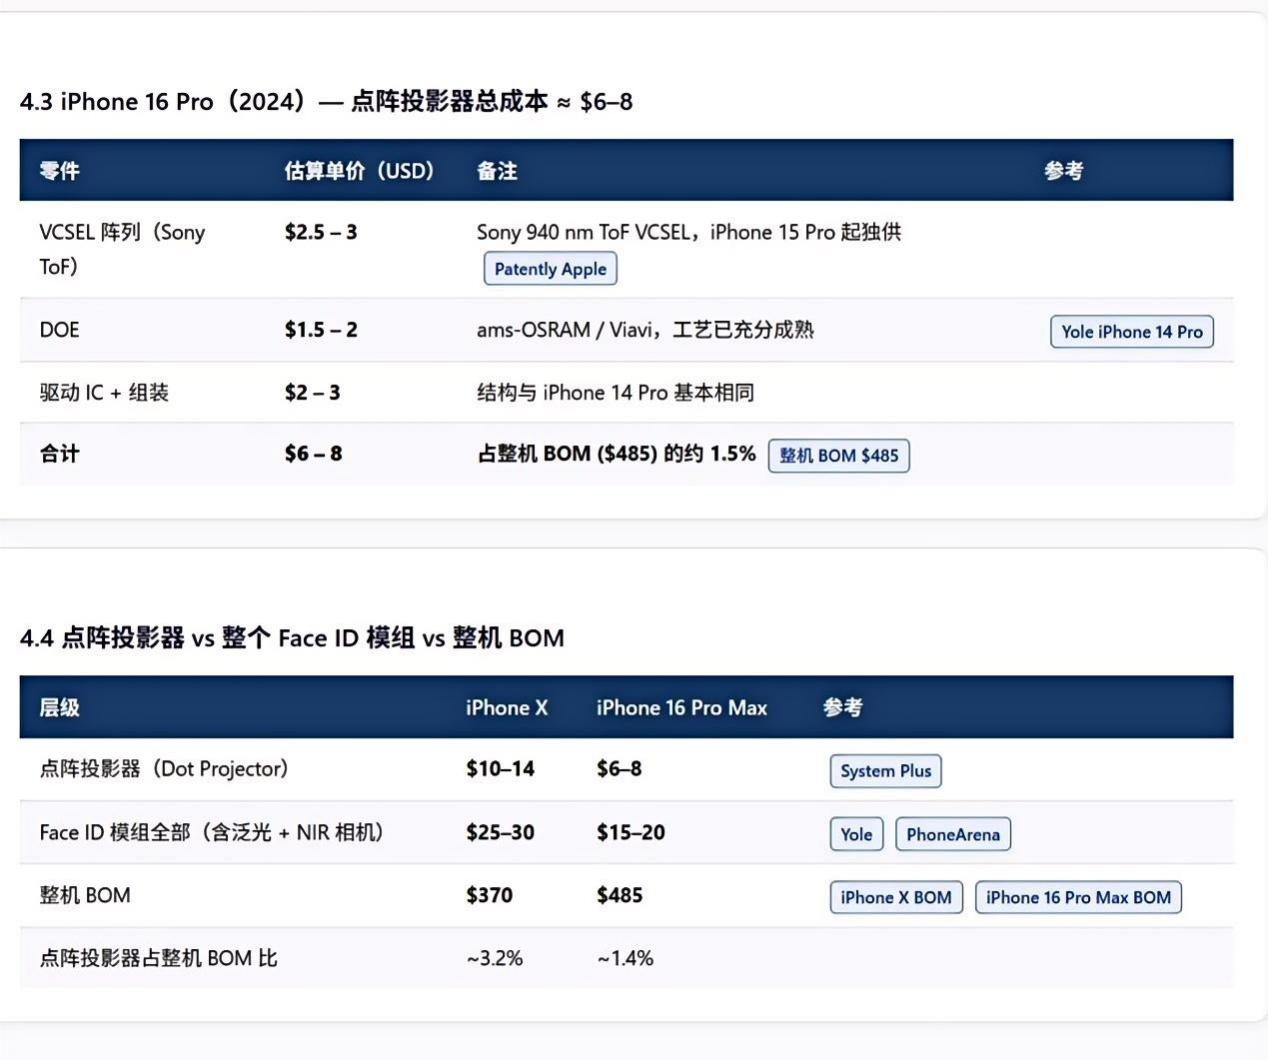 4.3 iPhone 16 Pro（2024）— 点阵投影器总成本 ≈ $6–8
零件 估算单价（USD） 备注 参考
VCSEL 阵列（Sony ToF） $2.5 – 3 Sony 940 nm ToF VCSEL，iPhone 15 Pro 起独供 Patently Apple
DOE $1.5 – 2 ams-OSRAM / Viavi，工艺已充分成熟 Yole iPhone 14 Pro
驱动 IC + 组装 $2 – 3 结构与 iPhone 14 Pro 基本相同
合计 $6 – 8 占整机 BOM ($485) 的约 1.5% 整机 BOM $485
4.4 点阵投影器 vs 整个 Face ID 模组 vs 整机 BOM
层级 iPhone X iPhone 16 Pro Max 参考
点阵投影器（Dot Projector） $10–14 $6–8 System Plus
Face ID 模组全部（含泛光 + NIR 相机） $25–30 $15–20 Yole PhoneArena
整机 BOM $370 $485 iPhone X BOM iPhone 16 Pro Max BOM
点阵投影器占整机 BOM 比 ~3.2% ~1.4%